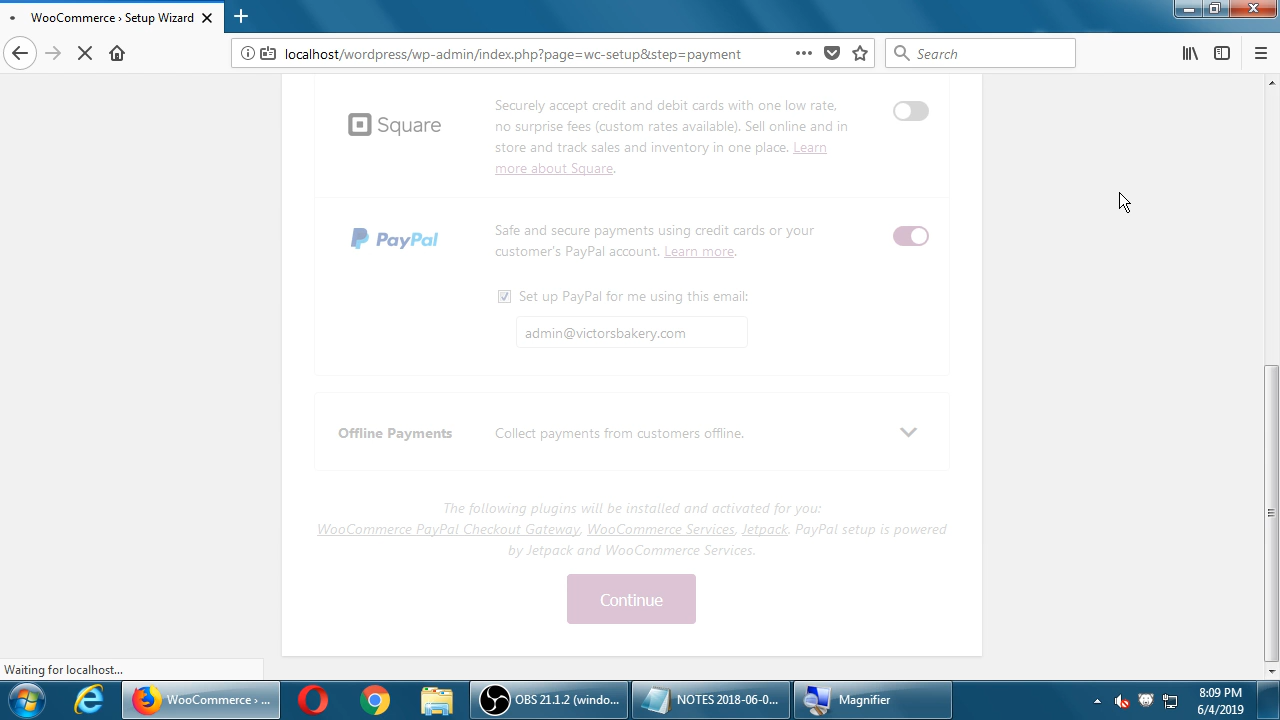 WooCommerce › Setup Wizard
localhost/wordpress/wp-admin/index.php?page=wc-setup&step=payment
Search
Square
Securely accept credit and debit cards with one low rate,
no surprise fees (custom rates available). Sell online and in
store and track sales and inventory in one place. Learn
more about Square.
PayPal
Safe and secure payments using credit cards or your
customer's PayPal account. Learn more.
Set up PayPal for me using this email:
admin@victorsbakery.com
Offline Payments
Collect payments from customers offline.
The following plugins will be installed and activated for you:
WooCommerce PayPal Checkout Gateway, WooCommerce Services, Jetpack. PayPal setup is powered
by Jetpack and WooCommerce Services.
Continue
Waiting for localhost...
WooCommerce › ...
OBS 21.1.2 (windo...
NOTES 2018-06-0...
Magnifier
8:09 PM
6/4/2019